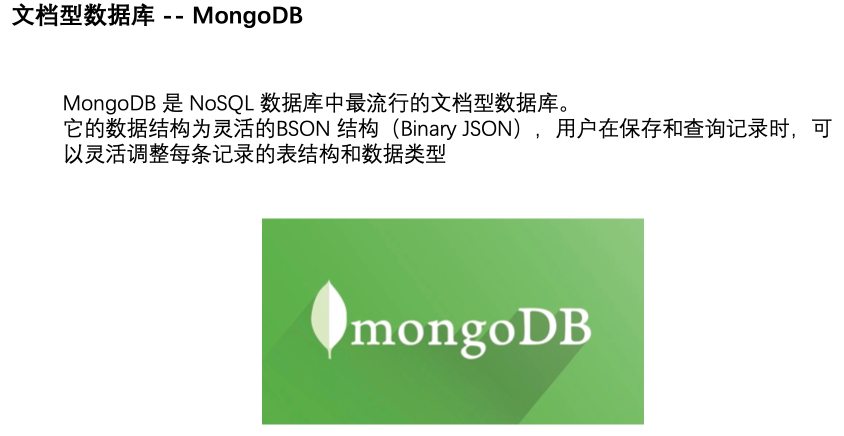 文档型数据库 -- MongoDB
MongoDB 是 NoSQL 数据库中最流行的文档型数据库。
它的数据结构为灵活的BSON 结构（Binary JSON），用户在保存和查询记录时，可
以灵活调整每条记录的表结构和数据类型
mongoDB